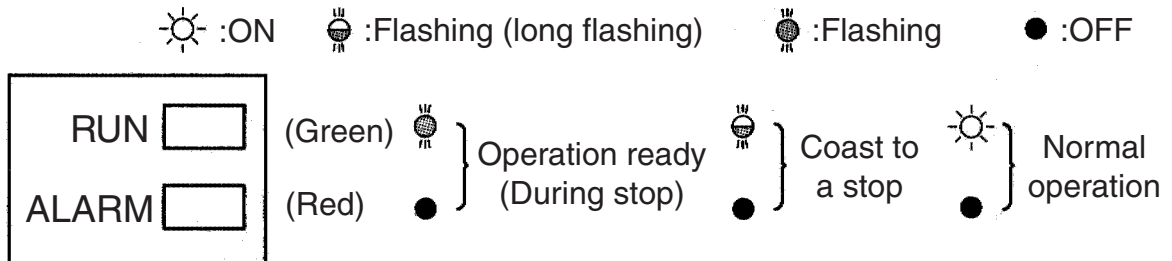 :ON :Flashing (long flashing) :Flashing :OFF
RUN (Green)
ALARM (Red)
Operation ready
(During stop)
Coast to
a stop
Normal
operation